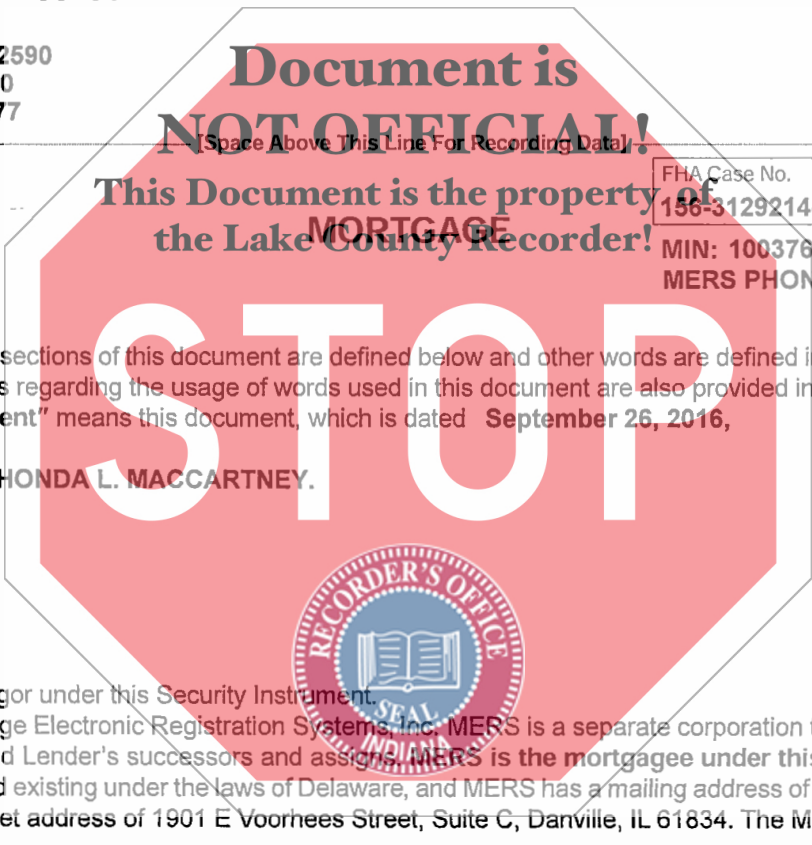 2590
0
77
Document is
NOT OFFICIAL!
[Space Above This Line For Recording Data]
This Document is the property of
the Lake County Recorder!
FHA Case No.
156-3129214
MORTGAGE
MIN: 100376
MERS PHON
STOP
sections of this document are defined below and other words are defined i
s regarding the usage of words used in this document are also provided in
ent” means this document, which is dated September 26, 2016,
HONDA L. MACCARTNEY.
RECORDER'S OFFICE
SEAL
INDIANA
gor under this Security Instrument.
ge Electronic Registration Systems, Inc. MERS is a separate corporation
d Lender's successors and assigns. MERS is the mortgagee under this
d existing under the laws of Delaware, and MERS has a mailing address of
et address of 1901 E Voorhees Street, Suite C, Danville, IL 61834. The M